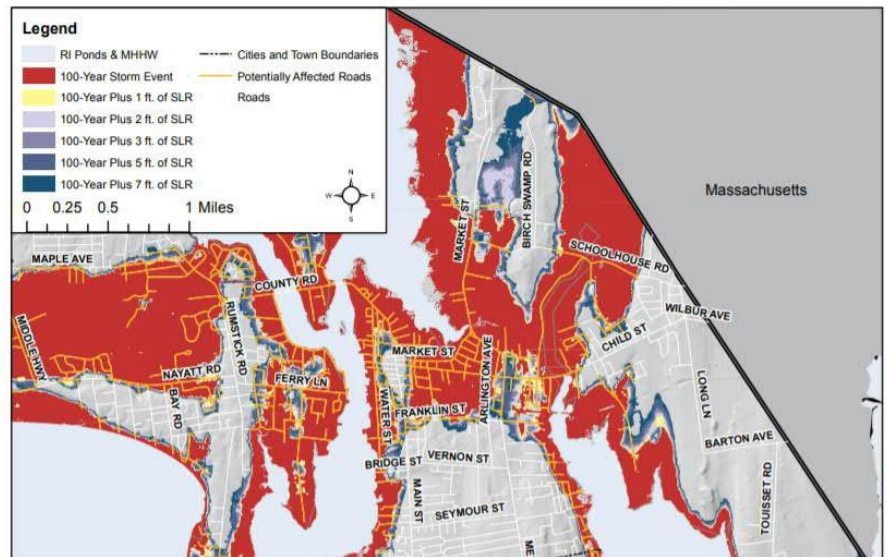 Legend
RI Ponds & MHHW
100-Year Storm Event
100-Year Plus 1 ft. of SLR
100-Year Plus 2 ft. of SLR
100-Year Plus 3 ft. of SLR
100-Year Plus 5 ft. of SLR
100-Year Plus 7 ft. of SLR
Cities and Town Boundaries
Potentially Affected Roads
Roads
N
W E
S
0 0.25 0.5 1 Miles
Massachusetts
MARKET ST
BIRCH SWAMP RD
SCHOOLHOUSE RD
MAPLE AVE
COUNTY RD
RUMSTICK RD
WILBUR AVE
CHILD ST
MIDDLE HWY
MARKET ST
ARLINGTON AVE
NAYATT RD
FERRY LN
WATER ST
LONG LN
BAY RD
FRANKLIN ST
BARTON AVE
BRIDGE ST
VERNON ST
MAIN ST
SEYMOUR ST
TOUISSET RD
ME